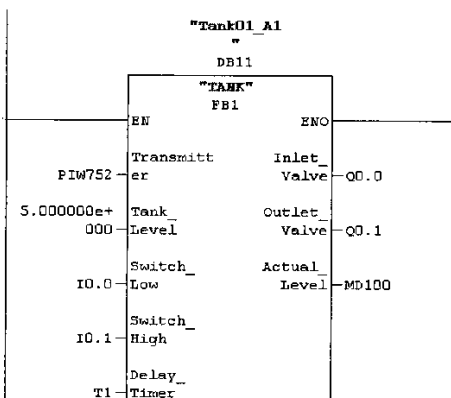 "Tank01_A1
"
DB11
"TANK"
FB1
EN ENO
Transmitt Inlet_
PIW752 er Valve Q0.0
5.000000e+ Tank_ Outlet_
000 Level Valve Q0.1
Switch_ Actual_
I0.0 Low Level MD100
Switch_
I0.1 High
Delay_
T1 Timer